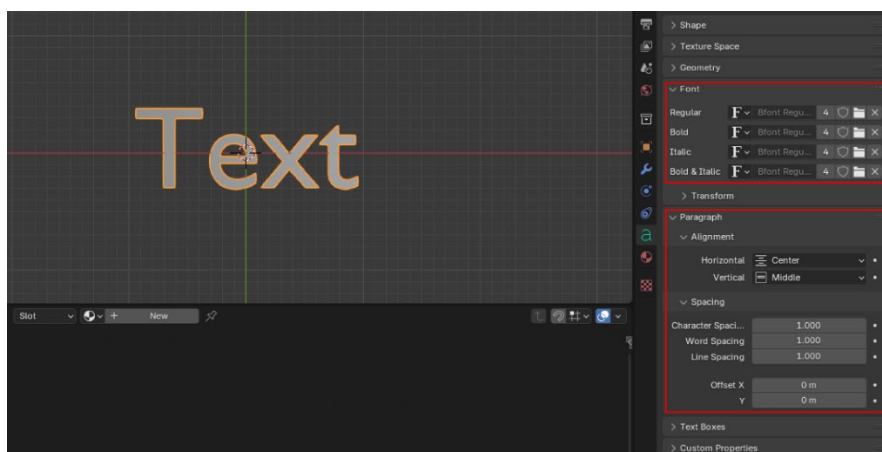 Text
Slot
New
Shape
Texture Space
Geometry
Font
Regular F Bfont Regu... 4
Bold F Bfont Regu... 4
Italic F Bfont Regu... 4
Bold & Italic F Bfont Regu... 4
Transform
Paragraph
Alignment
Horizontal Center
Vertical Middle
Spacing
Character Spaci... 1.000
Word Spacing 1.000
Line Spacing 1.000
Offset X 0 m
Y 0 m
Text Boxes
Custom Properties